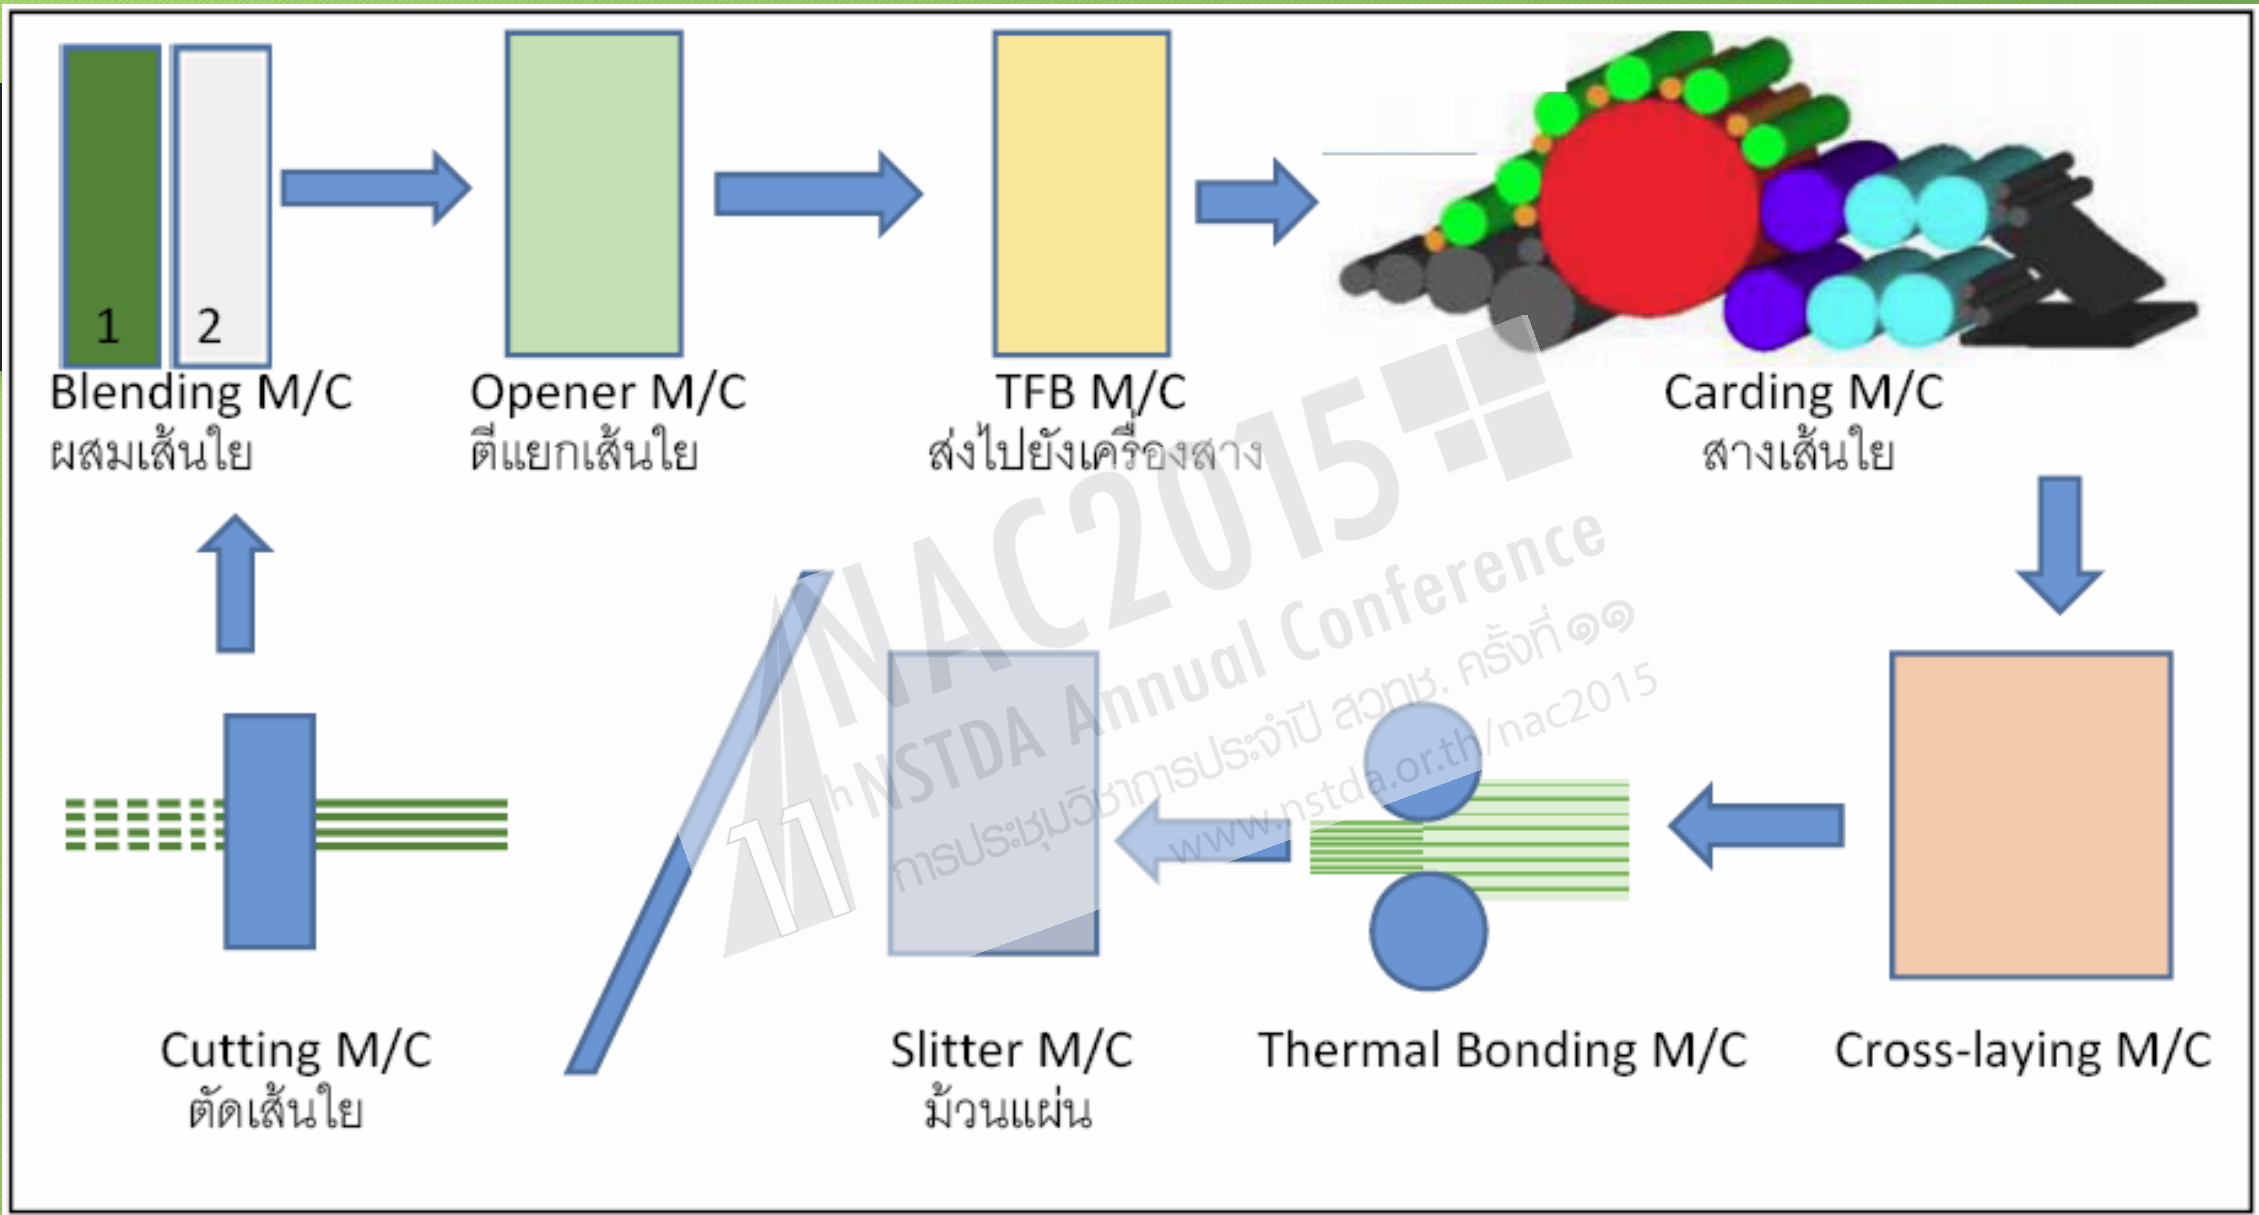 1
2
Blending M/C
ผสมเส้นใย
Opener M/C
ตีแยกเส้นใย
TFB M/C
ส่งไปยังเครื่องสาง
Carding M/C
สางเส้นใย
Cutting M/C
ตัดเส้นใย
Slitter M/C
ม้วนแผ่น
Thermal Bonding M/C
Cross-laying M/C
NAC2015
11th NSTDA Annual Conference
การประชุมวิชาการประจำปี สวทช. ครั้งที่ ๑๑
www.nstda.or.th/nac2015